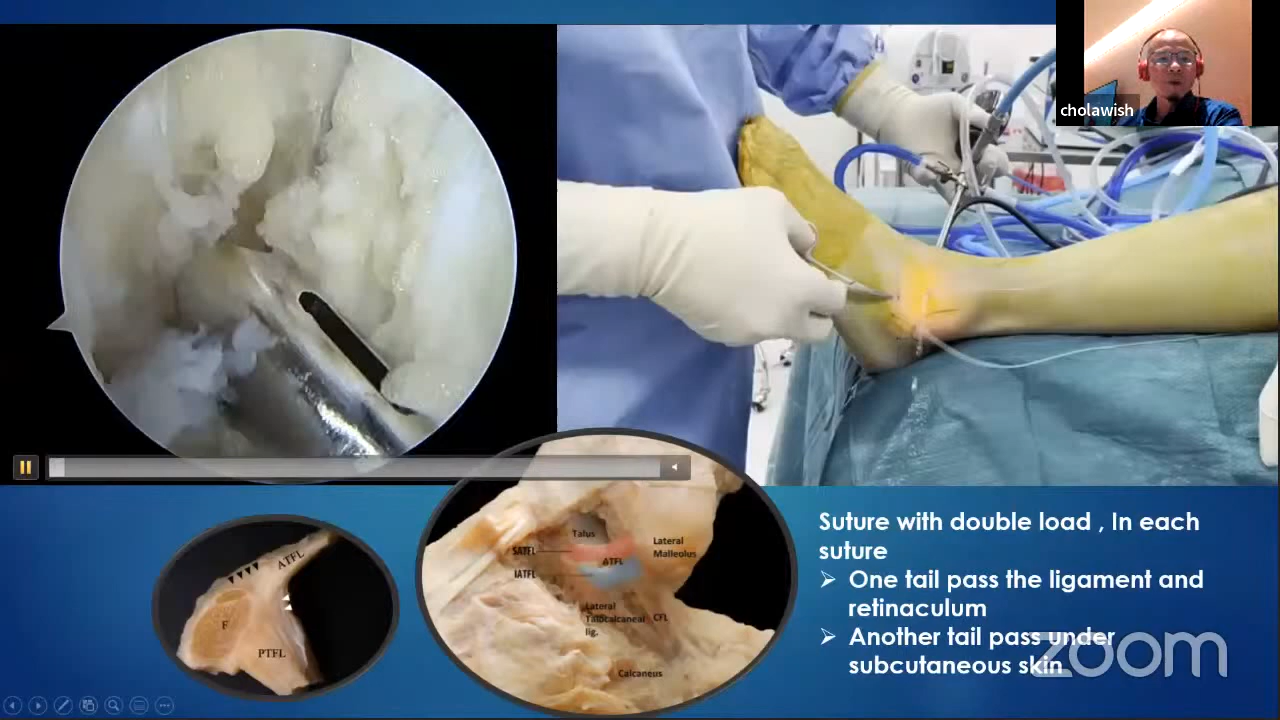 cholawish
Talus
Lateral
Malleolus
SATFL
ATFL
IATFL
Lateral
Talocalcaneal
lig.
CFL
Calcaneus
ATFL
F
PTFL
Suture with double load , In each
suture
➢ One tail pass the ligament and
retinaculum
➢ Another tail pass under
subcutaneous skin
zoom